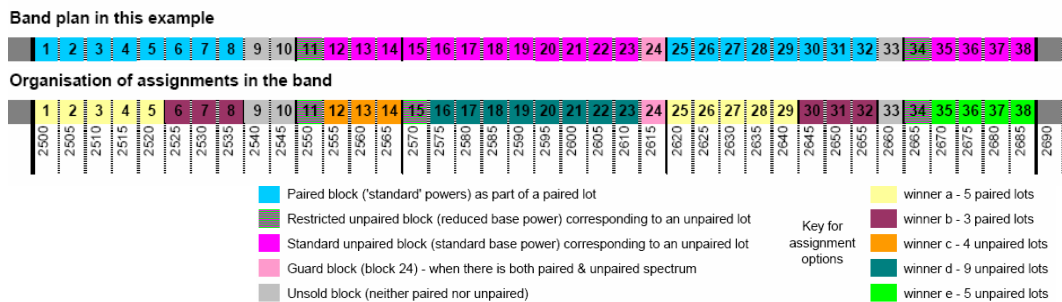 Band plan in this example
1 2 3 4 5 6 7 8 9 10 11 12 13 14 15 16 17 18 19 20 21 22 23 24 25 26 27 28 29 30 31 32 33 34 35 36 37 38
Organisation of assignments in the band
1 2 3 4 5 6 7 8 9 10 11 12 13 14 15 16 17 18 19 20 21 22 23 24 25 26 27 28 29 30 31 32 33 34 35 36 37 38
2500 2505 2510 2515 2520 2525 2530 2535 2540 2545 2550 2555 2560 2565 2570 2575 2580 2585 2590 2595 2600 2605 2610 2615 2620 2625 2630 2635 2640 2645 2650 2655 2660 2665 2670 2675 2680 2685 2690
Paired block ('standard' powers) as part of a paired lot
Restricted unpaired block (reduced base power) corresponding to an unpaired lot
Standard unpaired block (standard base power) corresponding to an unpaired lot
Guard block (block 24) - when there is both paired & unpaired spectrum
Unsold block (neither paired nor unpaired)
Key for
assignment
options
winner a - 5 paired lots
winner b - 3 paired lots
winner c - 4 unpaired lots
winner d - 9 unpaired lots
winner e - 5 unpaired lots